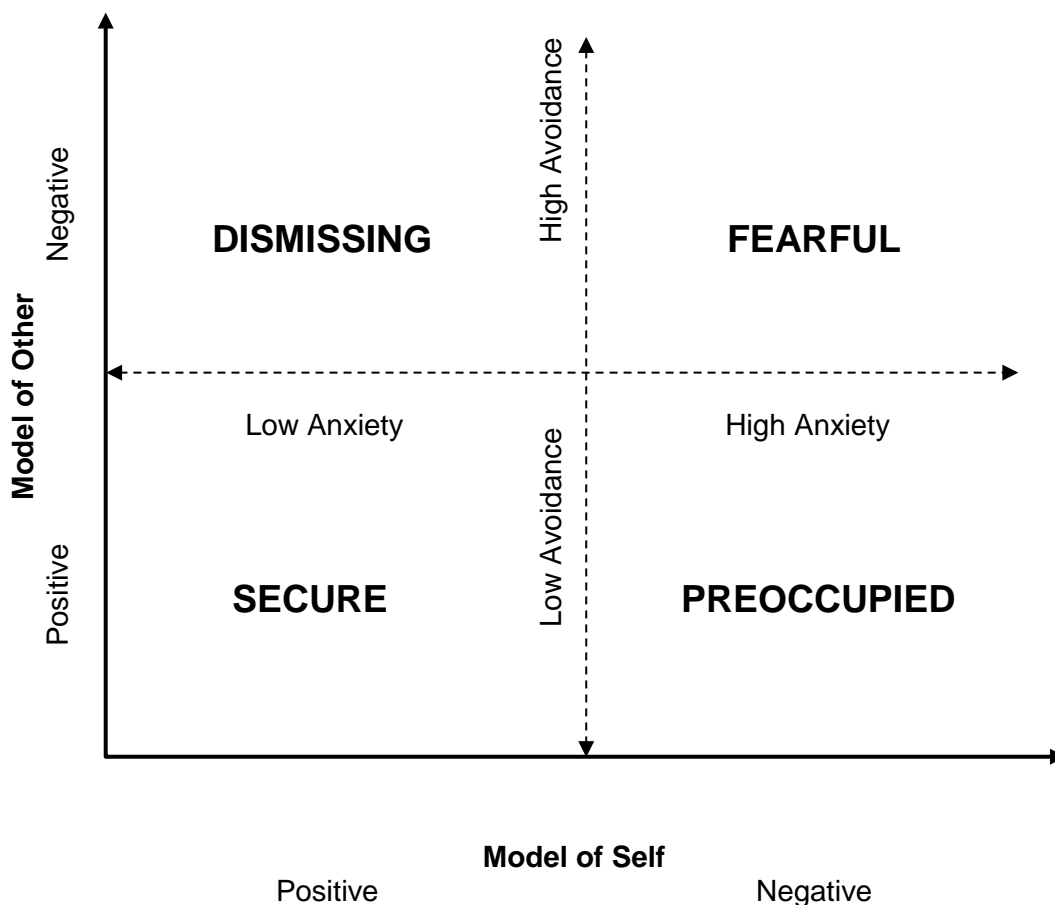 High Avoidance
Negative
DISMISSING
FEARFUL
Model of Other
Low Anxiety
High Anxiety
Low Avoidance
Positive
SECURE
PREOCCUPIED
Model of Self
Positive
Negative